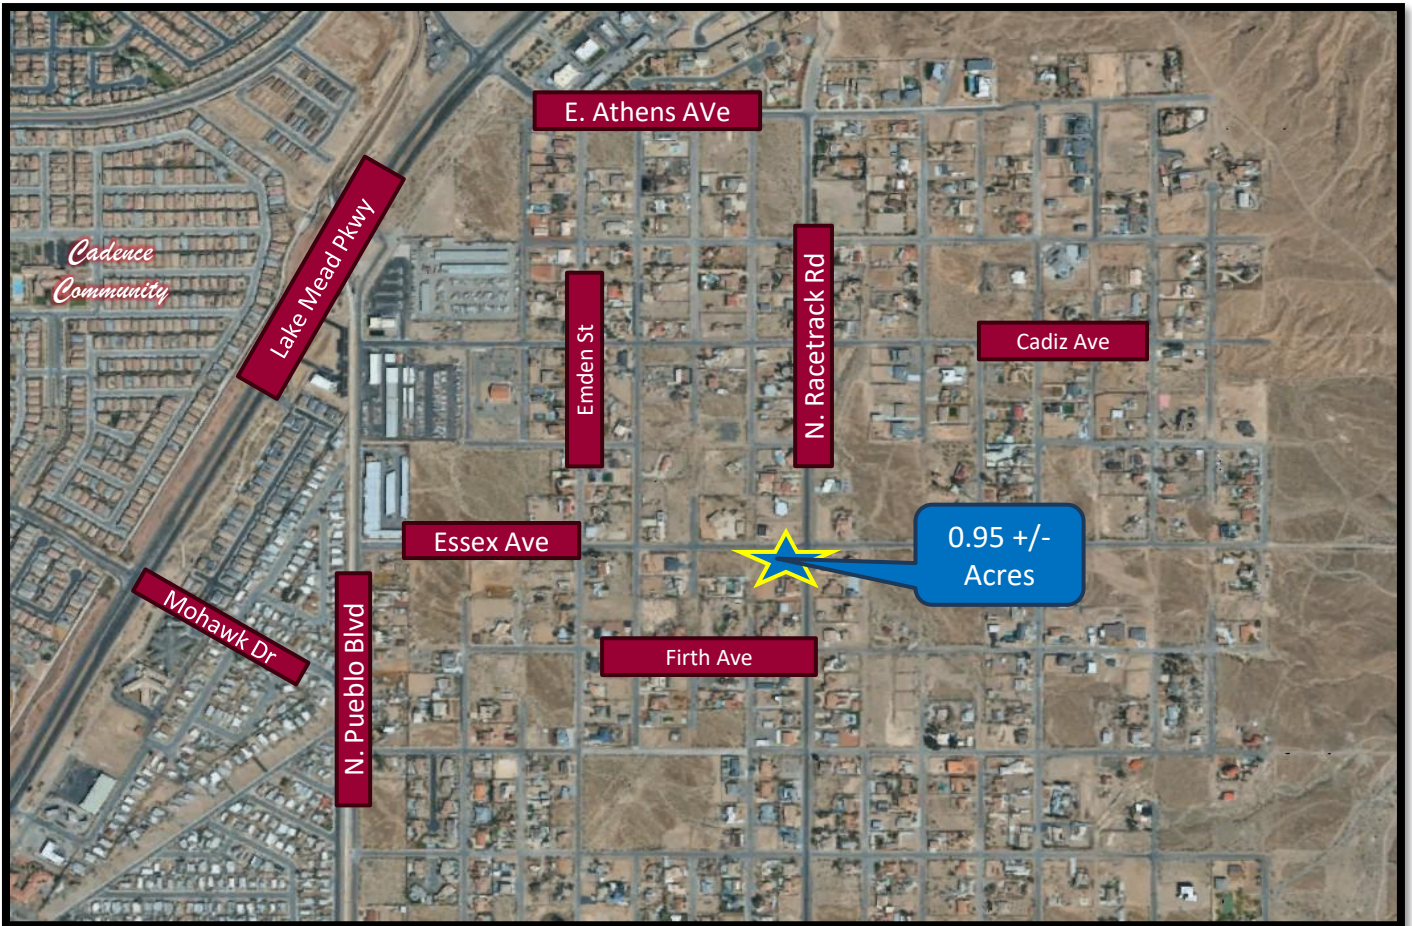 E. Athens AVe
Lake Mead Pkwy
Cadence
Community
N. Racetrack Rd
Emden St
Cadiz Ave
Essex Ave
0.95 +/-
Acres
Mohawk Dr
N. Pueblo Blvd
Firth Ave